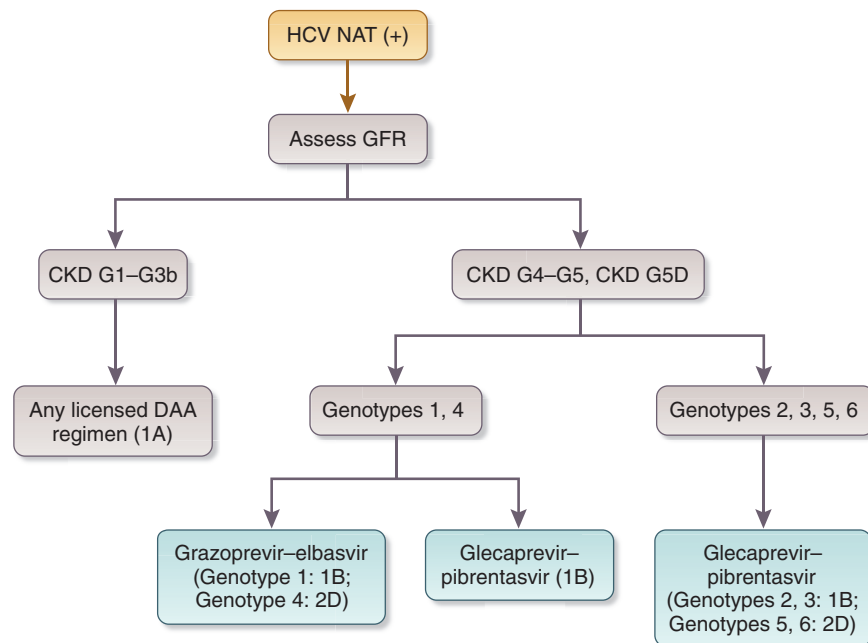 HCV NAT (+)
Assess GFR
CKD G1–G3b
CKD G4–G5, CKD G5D
Any licensed DAA
regimen (1A)
Genotypes 1, 4
Genotypes 2, 3, 5, 6
Grazoprevir–elbasvir
(Genotype 1: 1B;
Genotype 4: 2D)
Glecaprevir–
pibrentasvir (1B)
Glecaprevir–
pibrentasvir
(Genotypes 2, 3: 1B;
Genotypes 5, 6: 2D)